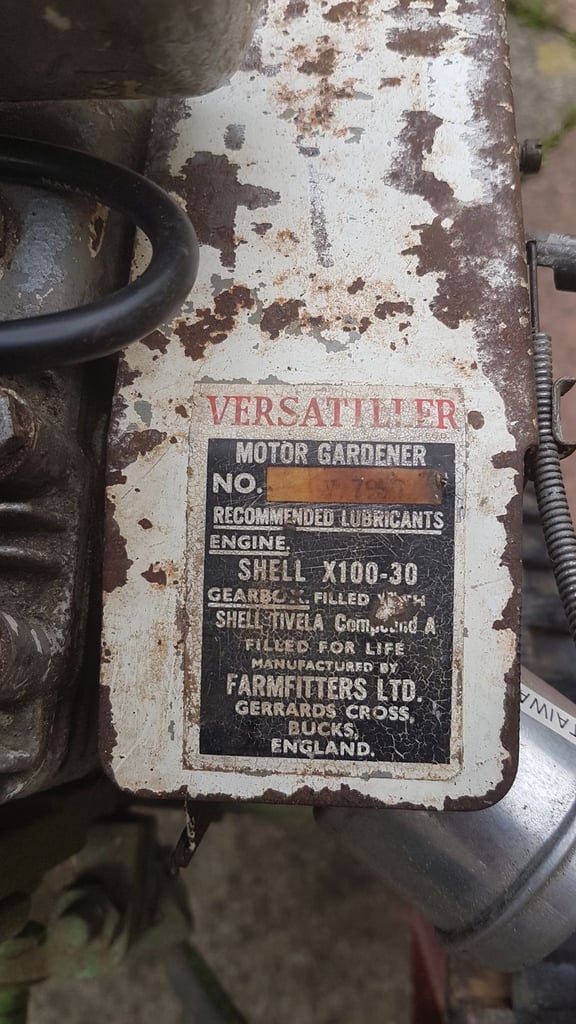 VERSATILLER
MOTOR GARDENER
NO.
RECOMMENDED LUBRICANTS
ENGINE.
SHELL X100-30
GEARBOX. FILLED WITH
SHELL TIVELA Compound A
FILLED FOR LIFE
MANUFACTURED BY
FARMFITTERS LTD.
GERRARDS CROSS,
BUCKS,
ENGLAND.
TAIWA